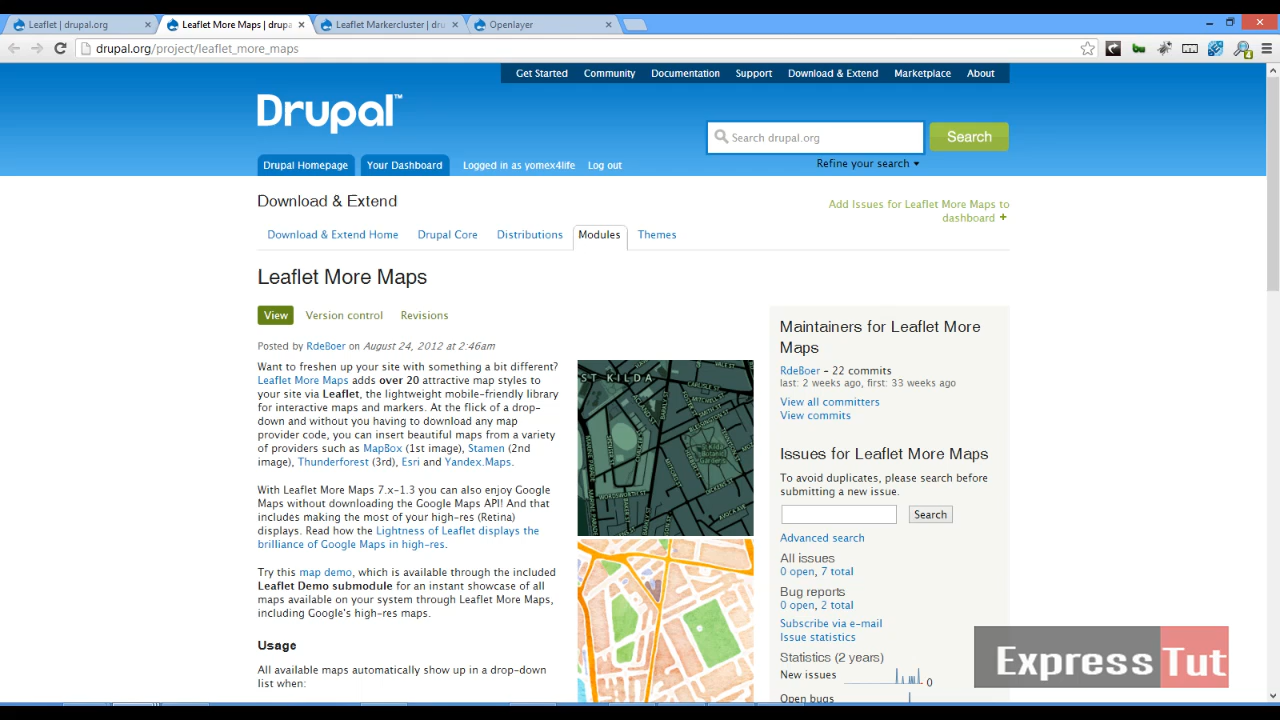 Leaflet | drupal.org
Leaflet More Maps | drupa
Leaflet Markercluster | dru
Openlayer
drupal.org/project/leaflet_more_maps
Get Started
Community
Documentation
Support
Download & Extend
Marketplace
About
Drupal™
Search drupal.org
Search
Refine your search
Drupal Homepage
Your Dashboard
Logged in as yomex4life
Log out
Download & Extend
Add Issues for Leaflet More Maps to
dashboard +
Download & Extend Home
Drupal Core
Distributions
Modules
Themes
Leaflet More Maps
View
Version control
Revisions
Posted by RdeBoer on August 24, 2012 at 2:46am
Want to freshen up your site with something a bit different?
Leaflet More Maps adds over 20 attractive map styles to
your site via Leaflet, the lightweight mobile-friendly library
for interactive maps and markers. At the flick of a drop-
down and without you having to download any map
provider code, you can insert beautiful maps from a variety
of providers such as MapBox (1st image), Stamen (2nd
image), Thunderforest (3rd), Esri and Yandex.Maps.
With Leaflet More Maps 7.x-1.3 you can also enjoy Google
Maps without downloading the Google Maps API! And that
includes making the most of your high-res (Retina)
displays. Read how the Lightness of Leaflet displays the
brilliance of Google Maps in high-res.
Try this map demo, which is available through the included
Leaflet Demo submodule for an instant showcase of all
maps available on your system through Leaflet More Maps,
including Google's high-res maps.
Usage
All available maps automatically show up in a drop-down
list when:
ST KILDA
Maintainers for Leaflet More
Maps
RdeBoer – 22 commits
last: 2 weeks ago, first: 33 weeks ago
View all committers
View commits
Issues for Leaflet More Maps
To avoid duplicates, please search before
submitting a new issue.
Search
Advanced search
All issues
0 open, 7 total
Bug reports
0 open, 2 total
Subscribe via e-mail
Issue statistics
Statistics (2 years)
New issues
0
Open bugs
Express Tut